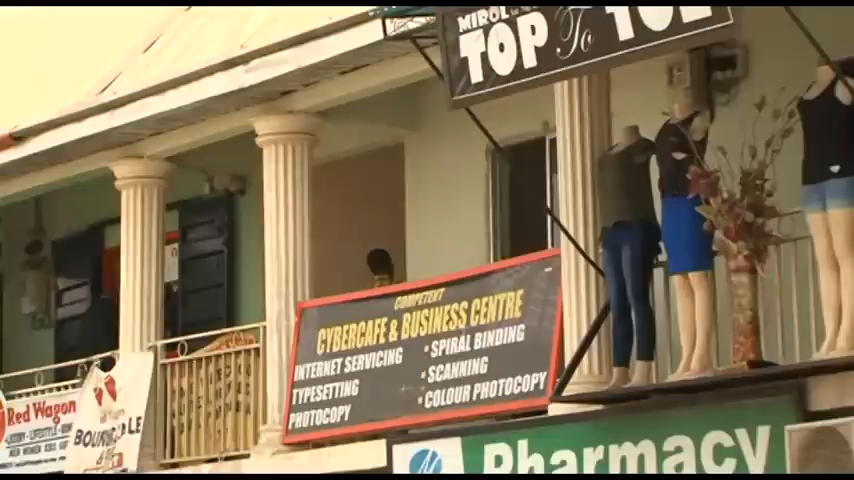 MIROL
TOP To TOE
COMPETENT
CYBERCAFE & BUSINESS CENTRE
INTERNET SERVICING
TYPESETTING
PHOTOCOPY
• SPIRAL BINDING
• SCANNING
• COLOUR PHOTOCOPY
Red Wagon
Pharmacy